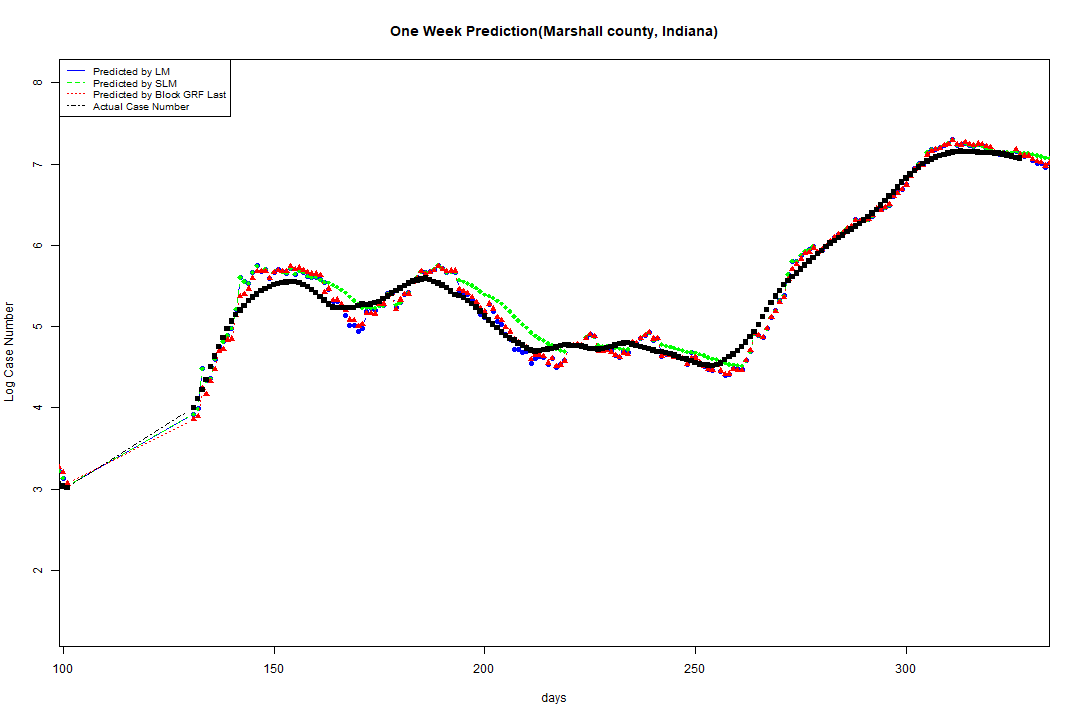 One Week Prediction(Marshall county, Indiana)
Predicted by LM
Predicted by SLM
Predicted by Block GRF Last
Actual Case Number
8
7
6
5
4
3
2
Log Case Number
100 150 200 250 300
days